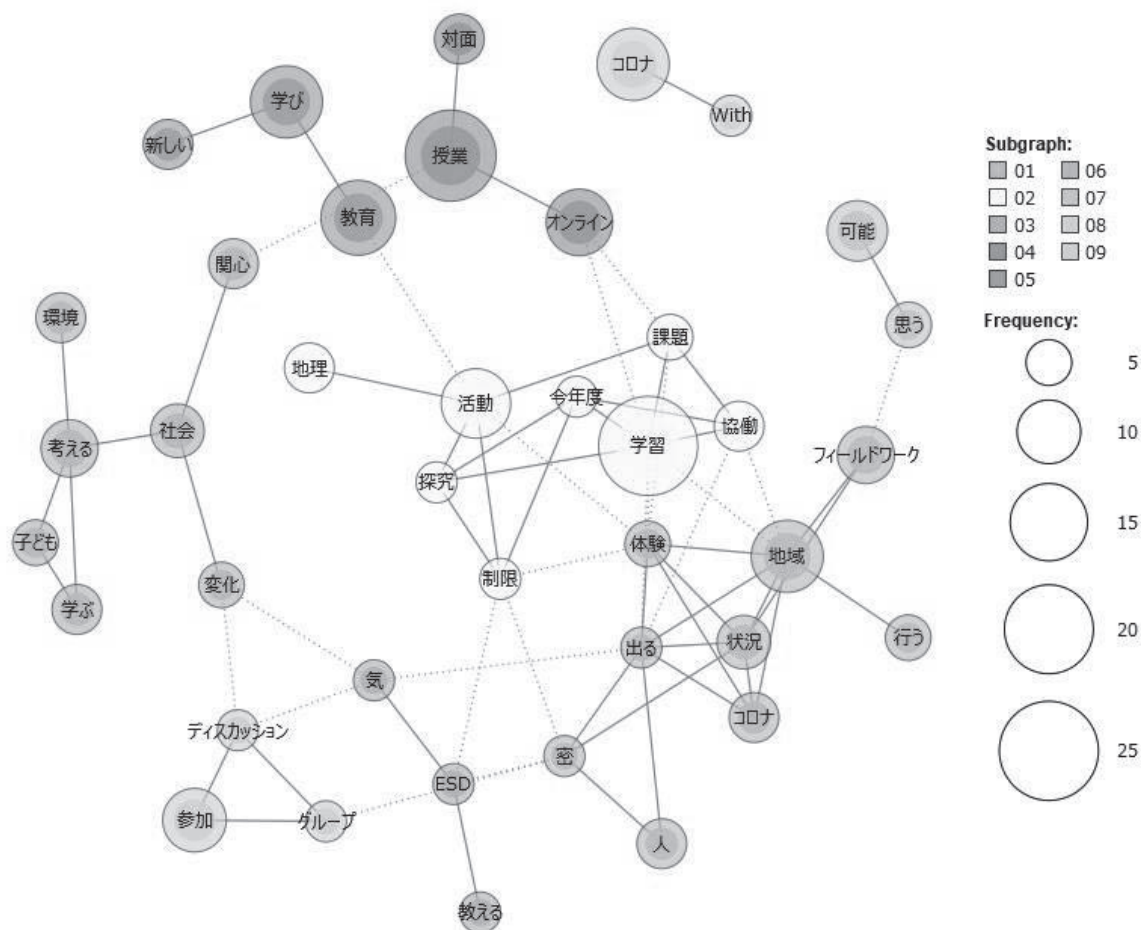 対面
コロナ
学び
With
新しい
授業
Subgraph:
01 06
02 07
03 08
04 09
05
教育
オンライン
可能
関心
環境
思う
Frequency:
課題
5
地理
活動
今年度
協働
10
社会
考える
学習
フィールドワーク
探究
15
子ども
体験
地域
変化
制限
学ぶ
20
出る
状況
行う
気
ディスカッション
コロナ
密
25
ESD
参加
グループ
人
教える